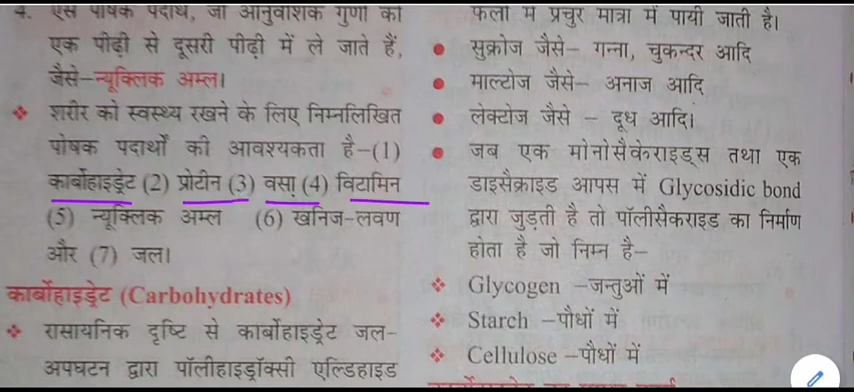 4. ऐसे पोषक पदार्थ, जो आनुवांशिक गुणों को
एक पीढ़ी से दूसरी पीढ़ी में ले जाते हैं,
जैसे–न्यूक्लिक अम्ल।
❖ शरीर को स्वस्थ्य रखने के लिए निम्नलिखित
पोषक पदार्थों की आवश्यकता है–(1)
कार्बोहाइड्रेट (2) प्रोटीन (3) वसा (4) विटामिन
(5) न्यूक्लिक अम्ल (6) खनिज-लवण
और (7) जल।
कार्बोहाइड्रेट (Carbohydrates)
❖ रासायनिक दृष्टि से कार्बोहाइड्रेट जल-
अपघटन द्वारा पॉलीहाइड्रॉक्सी एल्डिहाइड
फलों में प्रचुर मात्रा में पायी जाती है।
● सुक्रोज जैसे– गन्ना, चुकन्दर आदि
● माल्टोज जैसे– अनाज आदि
● लेक्टोज जैसे – दूध आदि।
● जब एक मोनोसैकेराइड्स तथा एक
डाइसैक्राइड आपस में Glycosidic bond
द्वारा जुड़ती है तो पॉलीसैकराइड का निर्माण
होता है जो निम्न है–
❖ Glycogen –जन्तुओं में
❖ Starch –पौधों में
❖ Cellulose –पौधों में